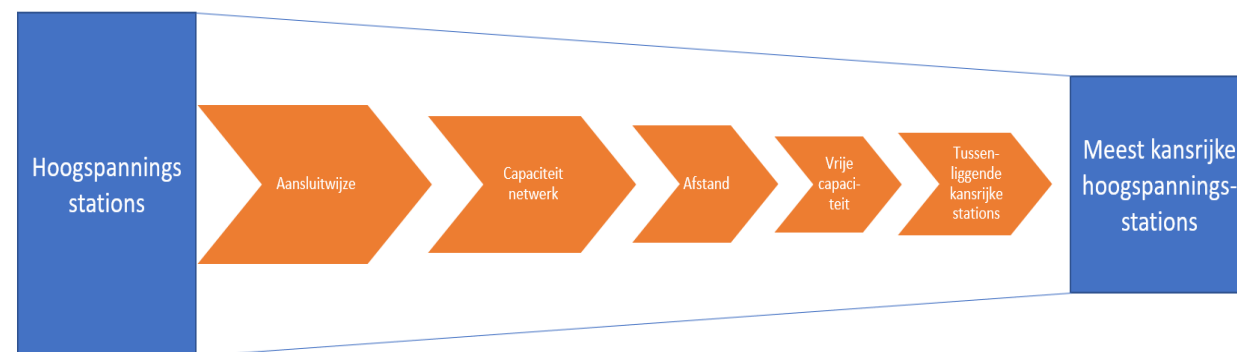 Hoogspannings
stations
Aansluitwijze
Capaciteit
netwerk
Afstand
Vrije
capaci-
teit
Tussen-
liggende
kansrijke
stations
Meest kansrijke
hoogspannings-
stations